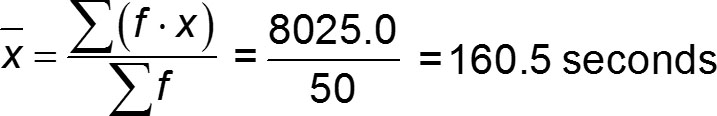 x̄ = ∑(f · x) / ∑f = 8025.0 / 50 = 160.5 seconds